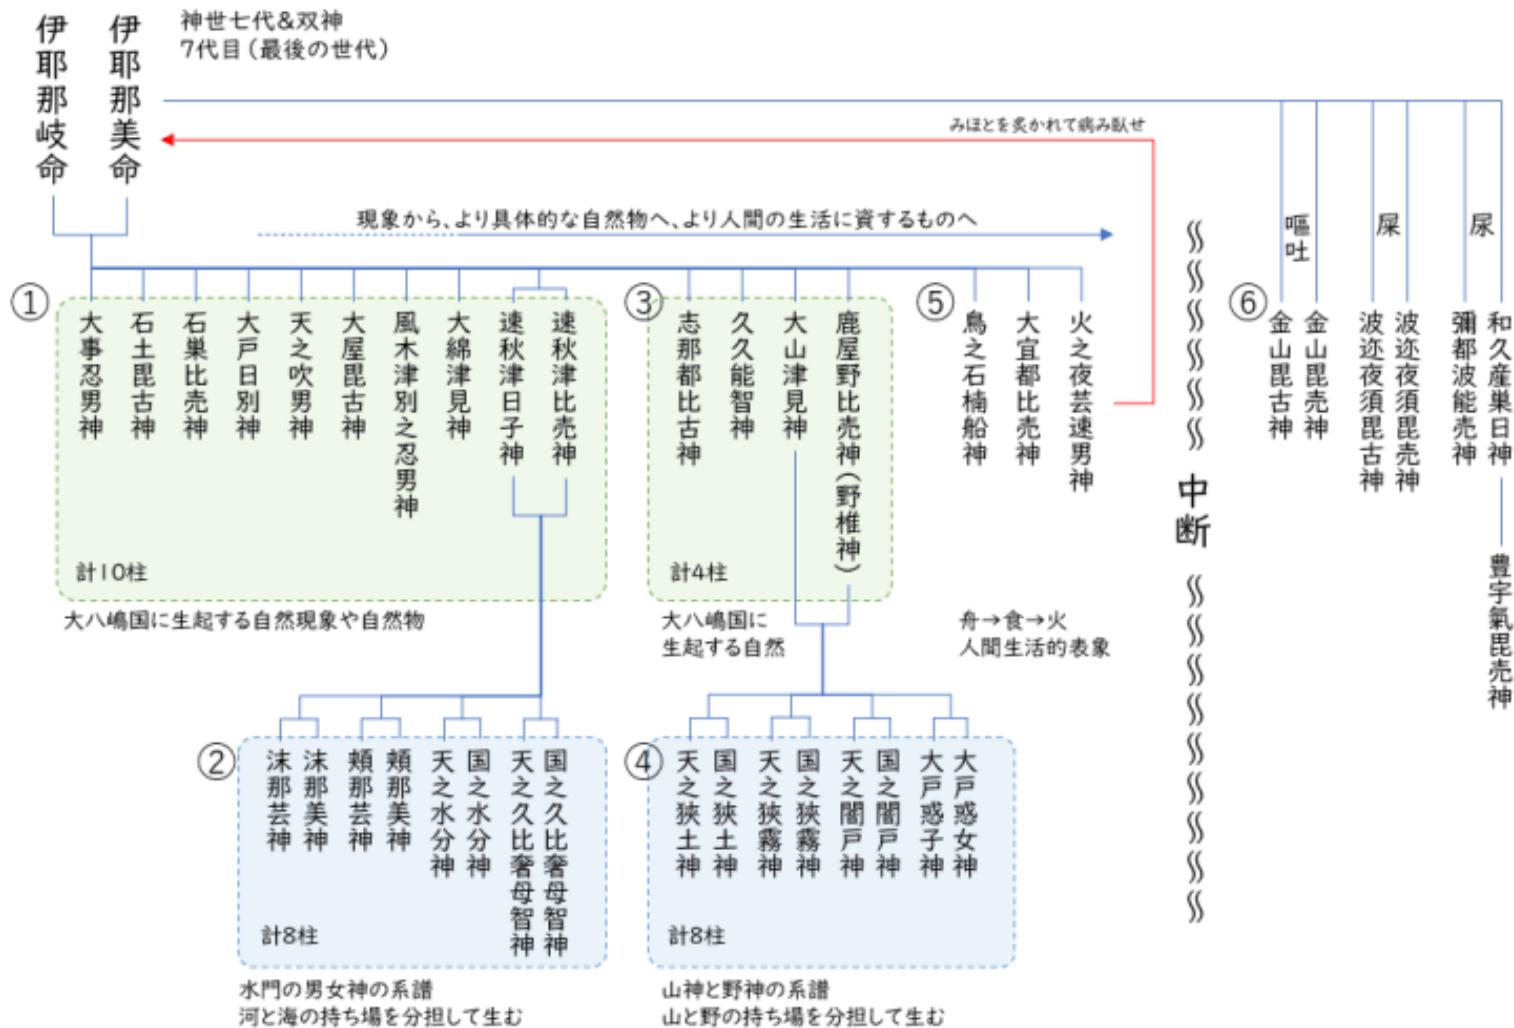 伊耶那岐命
伊耶那美命
神世七代&双神
7代目（最後の世代）
みほとを炙かれて病み臥せ
現象から、より具体的な自然物へ、より人間の生活に資するものへ
①
大事忍男神
石土毘古神
石巣比売神
大戸日別神
天之吹男神
大屋毘古神
風木津別之忍男神
大綿津見神
速秋津日子神
速秋津比売神
計10柱
大八嶋国に生起する自然現象や自然物
②
沫那芸神
沫那美神
頬那芸神
頬那美神
天之水分神
国之水分神
天之久比奢母智神
国之久比奢母智神
計8柱
水門の男女神の系譜
河と海の持ち場を分担して生む
③
志那都比古神
久久能智神
大山津見神
鹿屋野比売神（野椎神）
計4柱
大八嶋国に
生起する自然
④
天之狭土神
国之狭土神
天之狭霧神
国之狭霧神
天之闇戸神
国之闇戸神
大戸惑子神
大戸惑女神
計8柱
山神と野神の系譜
山と野の持ち場を分担して生む
⑤
鳥之石楠船神
大宜都比売神
火之夜芸速男神
舟→食→火
人間生活的表象
中断
⑥
嘔吐
金山毘古神
金山毘売神
屎
波迩夜須毘古神
波迩夜須毘売神
尿
彌都波能売神
和久産巣日神
豊宇氣毘売神